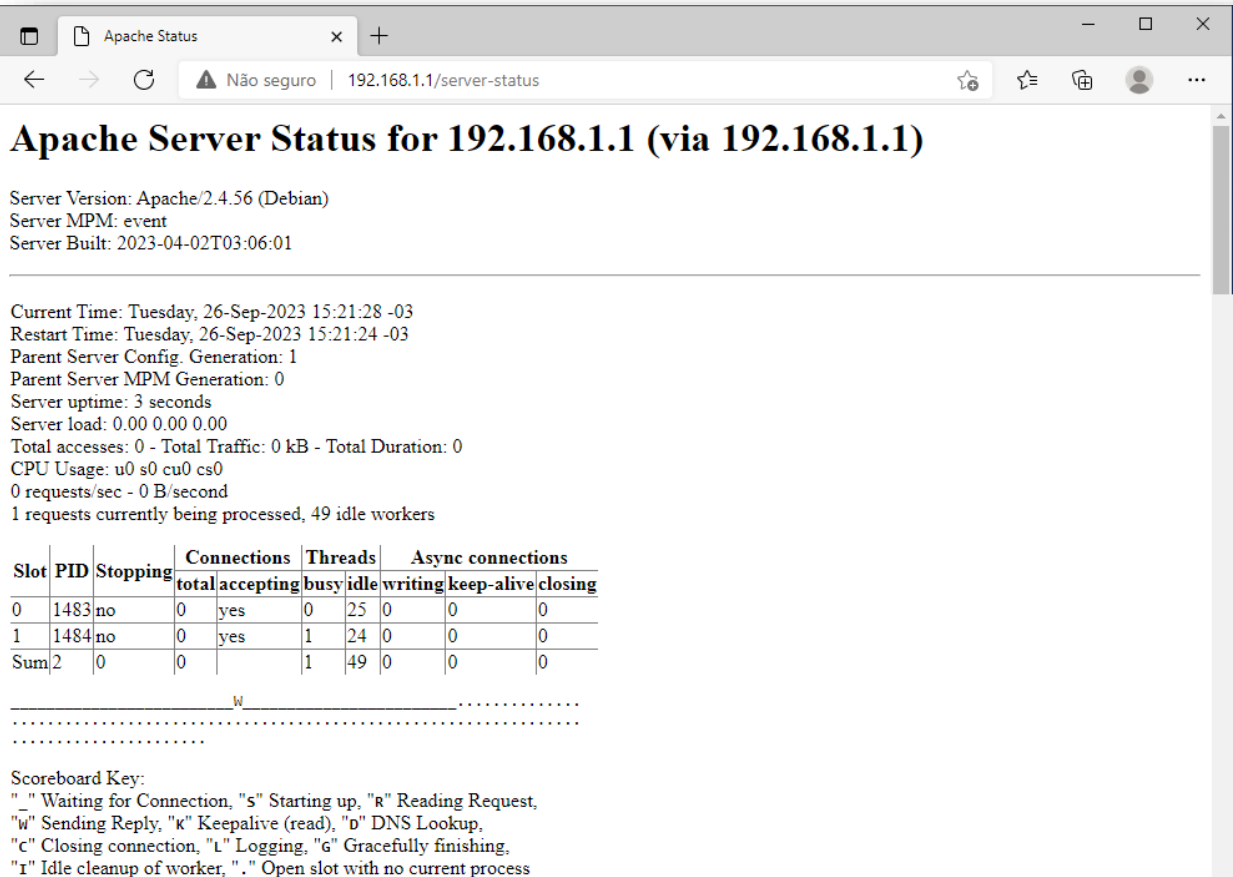 Apache Status
Não seguro | 192.168.1.1/server-status
Apache Server Status for 192.168.1.1 (via 192.168.1.1)
Server Version: Apache/2.4.56 (Debian)
Server MPM: event
Server Built: 2023-04-02T03:06:01
Current Time: Tuesday, 26-Sep-2023 15:21:28 -03
Restart Time: Tuesday, 26-Sep-2023 15:21:24 -03
Parent Server Config. Generation: 1
Parent Server MPM Generation: 0
Server uptime: 3 seconds
Server load: 0.00 0.00 0.00
Total accesses: 0 - Total Traffic: 0 kB - Total Duration: 0
CPU Usage: u0 s0 cu0 cs0
0 requests/sec - 0 B/second
1 requests currently being processed, 49 idle workers
Slot PID Stopping Connections Threads Async connections
total accepting busy idle writing keep-alive closing
0 1483 no 0 yes 0 25 0 0 0
1 1484 no 0 yes 1 24 0 0 0
Sum 2 0 0 1 49 0 0 0
_________________________W________________________..............
................................................................
......................
Scoreboard Key:
"_" Waiting for Connection, "S" Starting up, "R" Reading Request,
"W" Sending Reply, "K" Keepalive (read), "D" DNS Lookup,
"C" Closing connection, "L" Logging, "G" Gracefully finishing,
"I" Idle cleanup of worker, "." Open slot with no current process